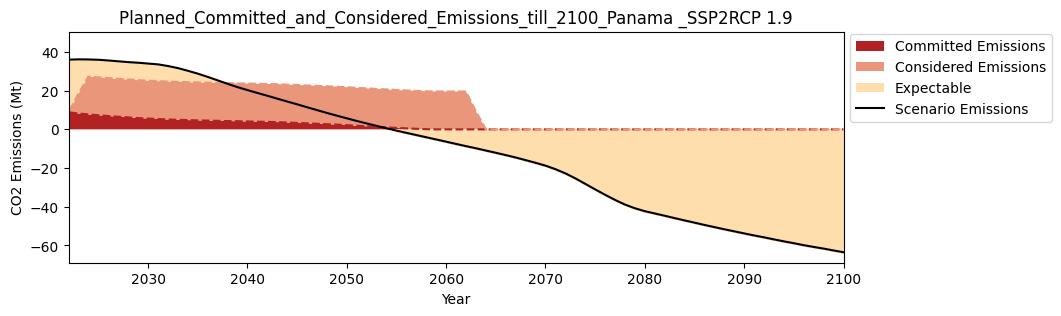 Planned_Committed_and_Considered_Emissions_till_2100_Panama _SSP2RCP 1.9
Committed Emissions
Considered Emissions
Expectable
Scenario Emissions
CO2 Emissions (Mt)
40
20
0
−20
−40
−60
2030 2040 2050 2060 2070 2080 2090 2100
Year